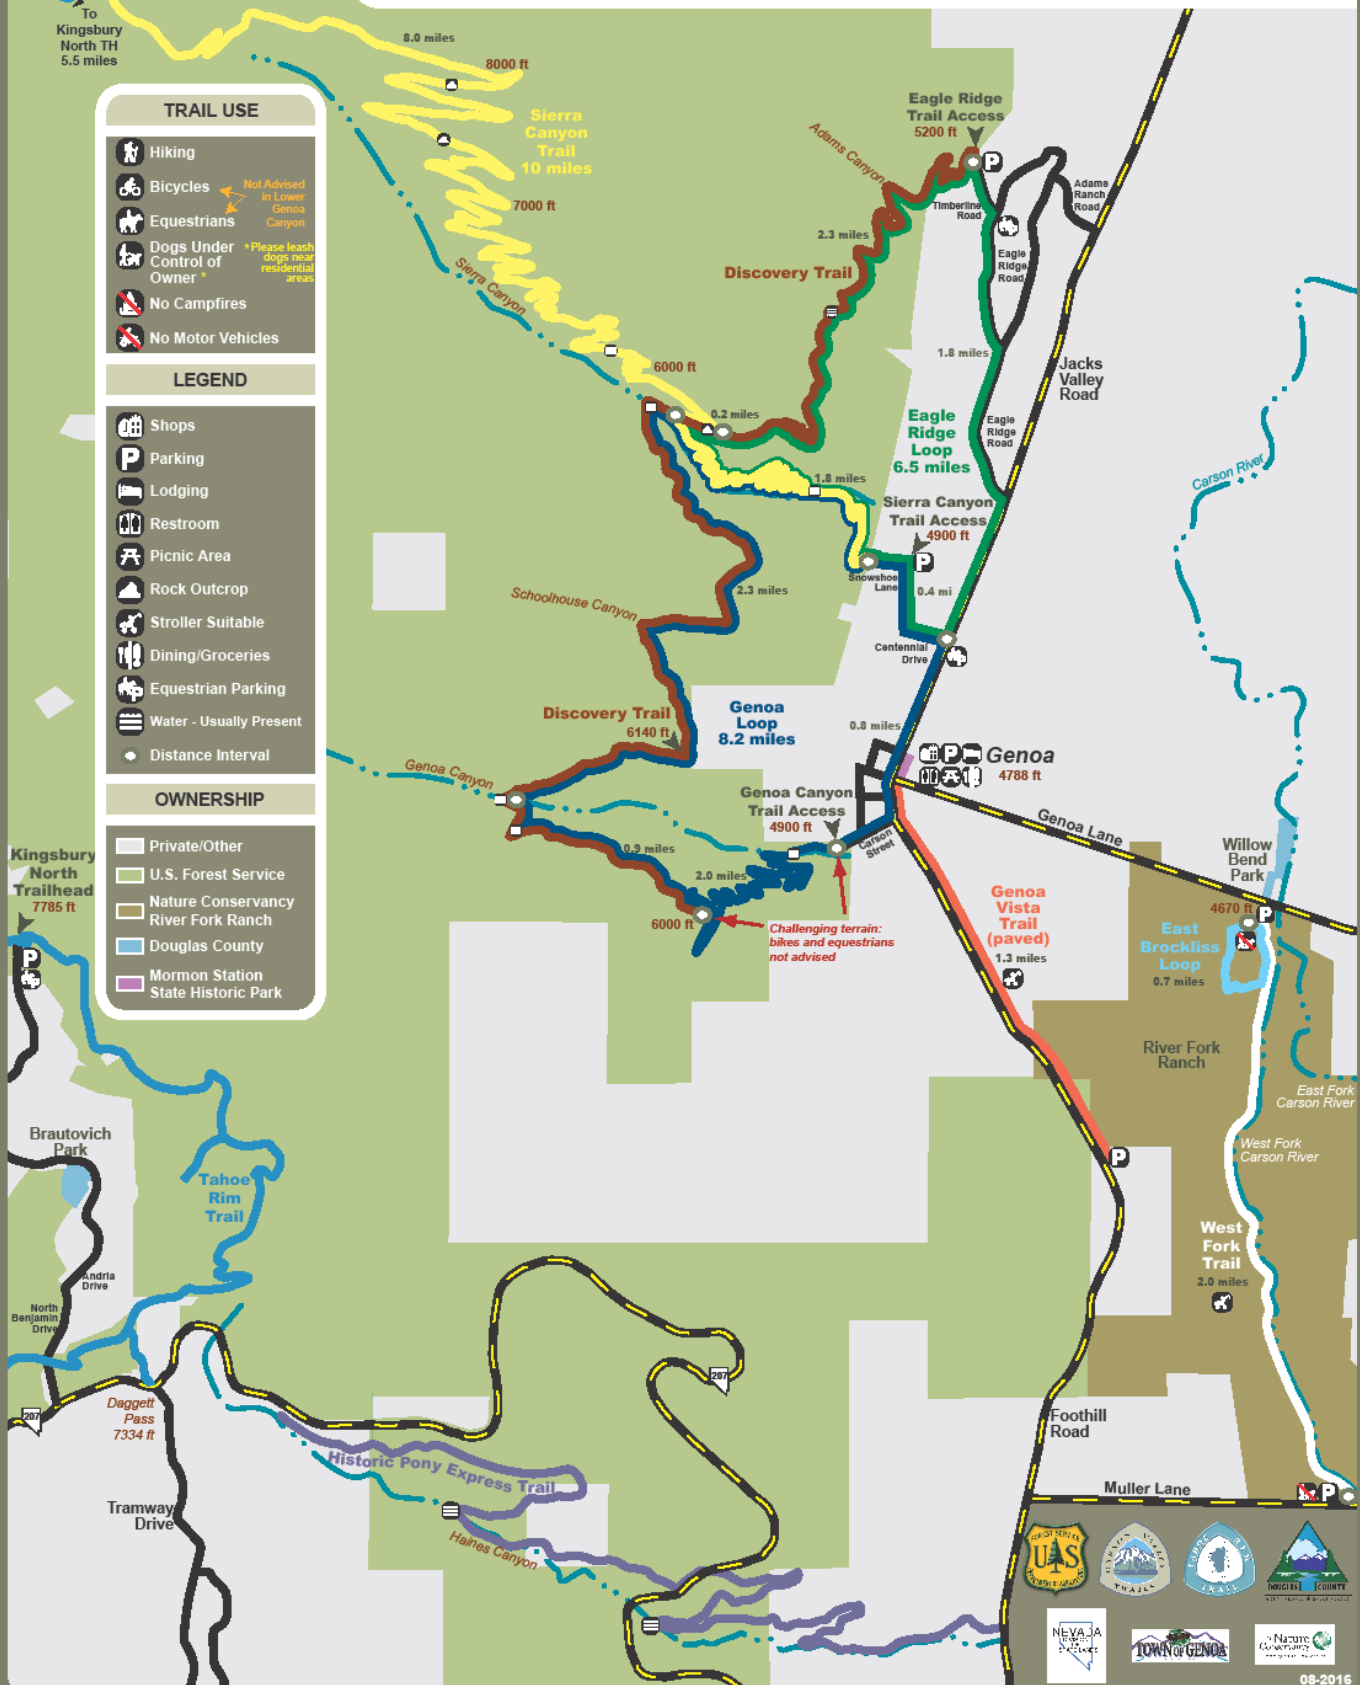 To
Kingsbury
North TH
5.5 miles
8.0 miles
8000 ft
Sierra
Canyon
Trail
10 miles
7000 ft
Sierra Canyon
6000 ft
TRAIL USE
Hiking
Bicycles
Equestrians
Not Advised
in Lower
Genoa
Canyon
Dogs Under
Control of
Owner *
*Please leash
dogs near
residential
areas
No Campfires
No Motor Vehicles
LEGEND
Shops
Parking
Lodging
Restroom
Picnic Area
Rock Outcrop
Stroller Suitable
Dining/Groceries
Equestrian Parking
Water - Usually Present
Distance Interval
OWNERSHIP
Private/Other
U.S. Forest Service
Nature Conservancy
River Fork Ranch
Douglas County
Mormon Station
State Historic Park
Eagle Ridge
Trail Access
5200 ft
P
Adams Canyon
Timberline
Road
Adams
Ranch
Road
Eagle
Ridge
Road
2.3 miles
Discovery Trail
1.8 miles
Jacks
Valley
Road
Eagle
Ridge
Road
Eagle
Ridge
Loop
6.5 miles
0.2 miles
1.8 miles
Carson River
Sierra Canyon
Trail Access
4900 ft
P
Snowshoe
Lane
0.4 mi
Centennial
Drive
2.3 miles
Schoolhouse Canyon
Discovery Trail
6140 ft
Genoa
Loop
8.2 miles
0.8 miles
P
Genoa
4788 ft
Genoa Canyon
Genoa Canyon
Trail Access
4900 ft
Carson
Street
Genoa Lane
0.9 miles
2.0 miles
6000 ft
Challenging terrain:
bikes and equestrians
not advised
Genoa
Vista
Trail
(paved)
1.3 miles
Willow
Bend
Park
4670 ft
P
East
Brockliss
Loop
0.7 miles
River Fork
Ranch
East Fork
Carson River
West Fork
Carson River
P
West
Fork
Trail
2.0 miles
Kingsbury
North
Trailhead
7785 ft
P
Brautovich
Park
Tahoe
Rim
Trail
Andria
Drive
North
Benjamin
Drive
207
Daggett
Pass
7334 ft
207
Tramway
Drive
Historic Pony Express Trail
Haines Canyon
Foothill
Road
Muller Lane
P
FOREST SERVICE
US
TRAILS
TRAIL
DOUGLAS COUNTY
NEVADA
TOWN OF GENOA
The Nature
Conservancy
08-2016